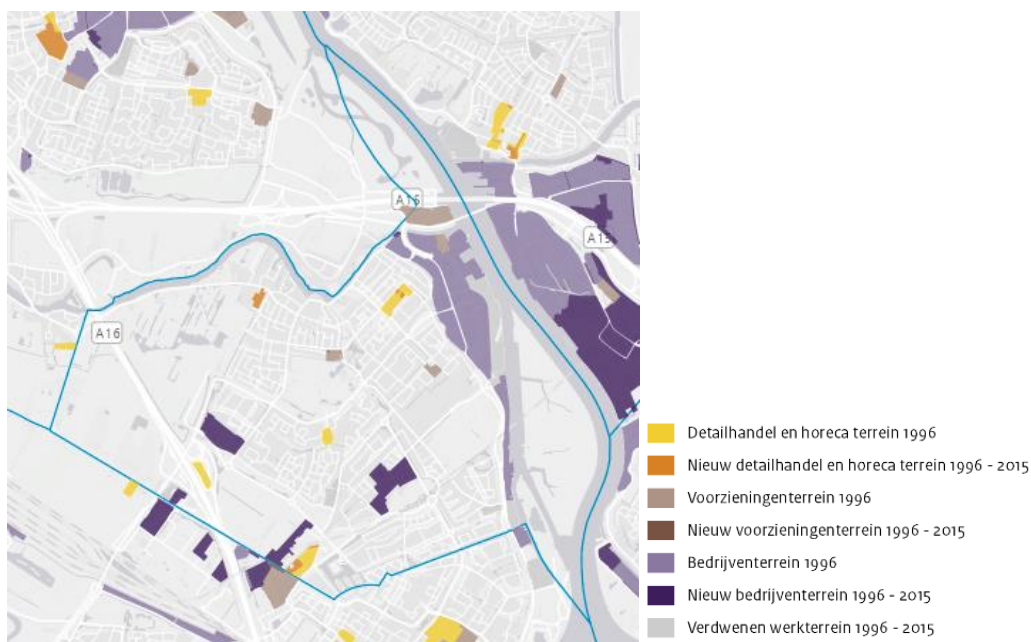 A15
A15
A16
Detailhandel en horeca terrein 1996
Nieuw detailhandel en horeca terrein 1996 - 2015
Voorzieningenterrein 1996
Nieuw voorzieningenterrein 1996 - 2015
Bedrijventerrein 1996
Nieuw bedrijventerrein 1996 - 2015
Verdwenen werkterrein 1996 - 2015